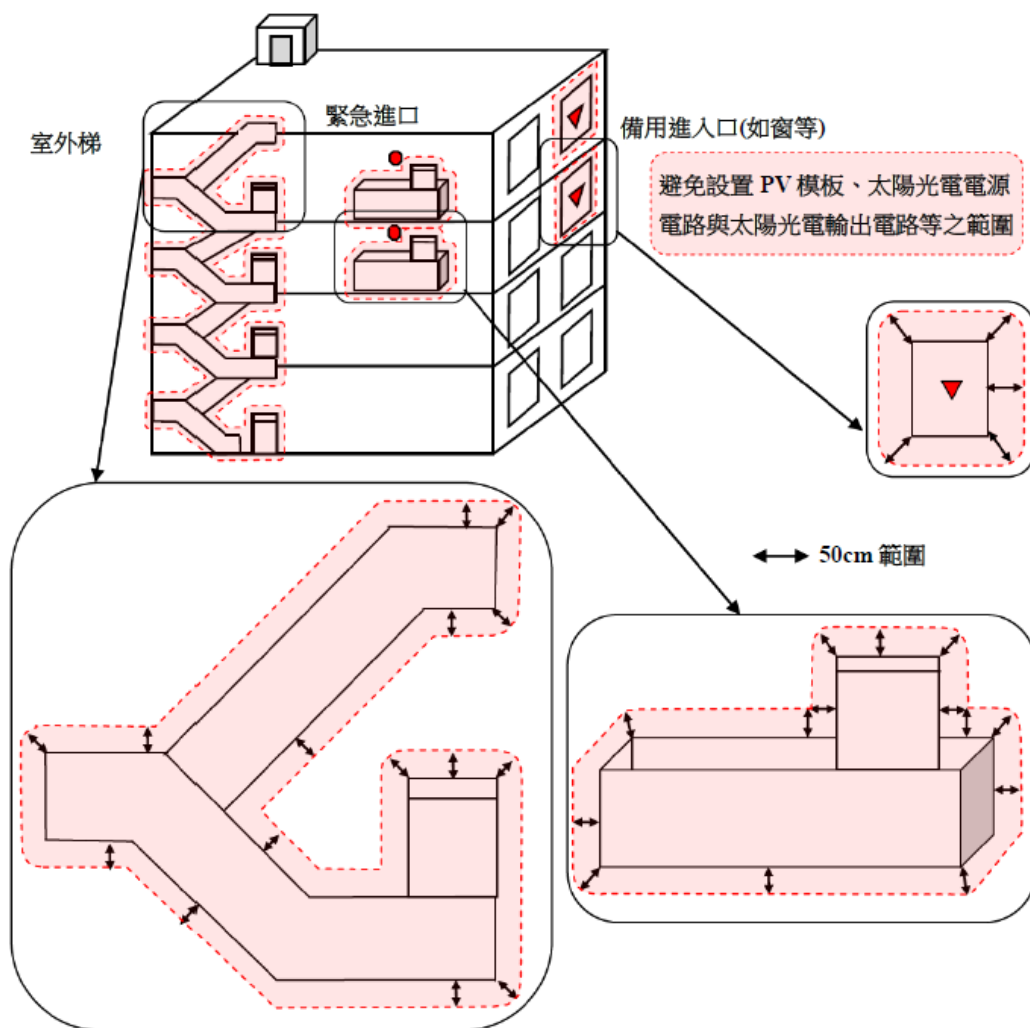 緊急進口
室外梯
備用進入口(如窗等)
避免設置 PV 模板、太陽光電電源
電路與太陽光電輸出電路等之範圍
50cm 範圍